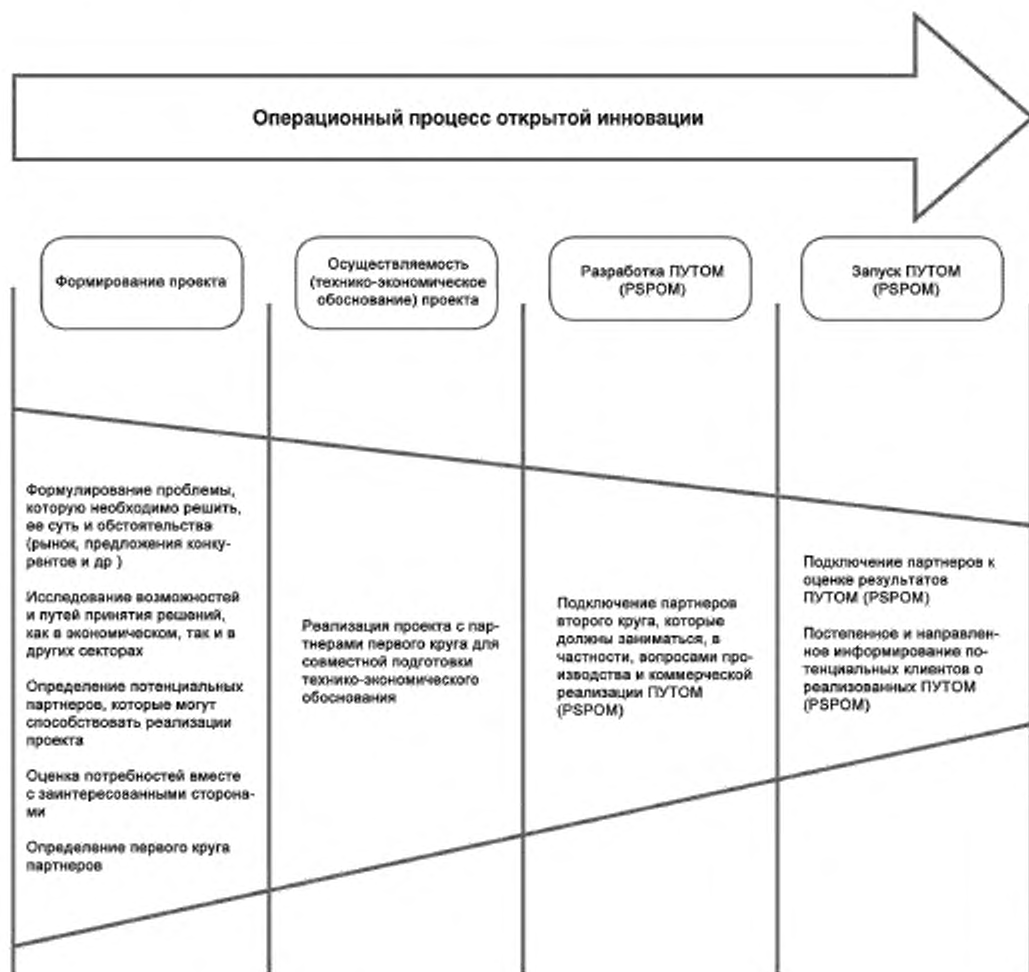 Операционный процесс открытой инновации
Формирование проекта
Осуществляемость
(технико-экономическое
обоснование) проекта
Разработка ПУТОМ
(PSPOM)
Запуск ПУТОМ
(PSPOM)
Формулирование проблемы,
которую необходимо решить,
ее суть и обстоятельства
(рынок, предложения конку-
рентов и др )
Исследование возможностей
и путей принятия решений,
как в экономическом, так и в
других секторах
Определение потенциальных
партнеров, которые могут
способствовать реализации
проекта
Оценка потребностей вместе
с заинтересованными сторона-
ми
Определение первого круга
партнеров
Реализация проекта с пар-
тнерами первого круга для
совместной подготовки
технико-экономического
обоснования
Подключение партнеров
второго круга, которые
должны заниматься, в
частности, вопросами про-
изводства и коммерческой
реализации ПУТОМ
(PSPOM)
Подключение партнеров к
оценке результатов
ПУТОМ (PSPOM)
Постепенное и направлен-
ное информирование по-
тенциальных клиентов о
реализованных ПУТОМ
(PSPOM)